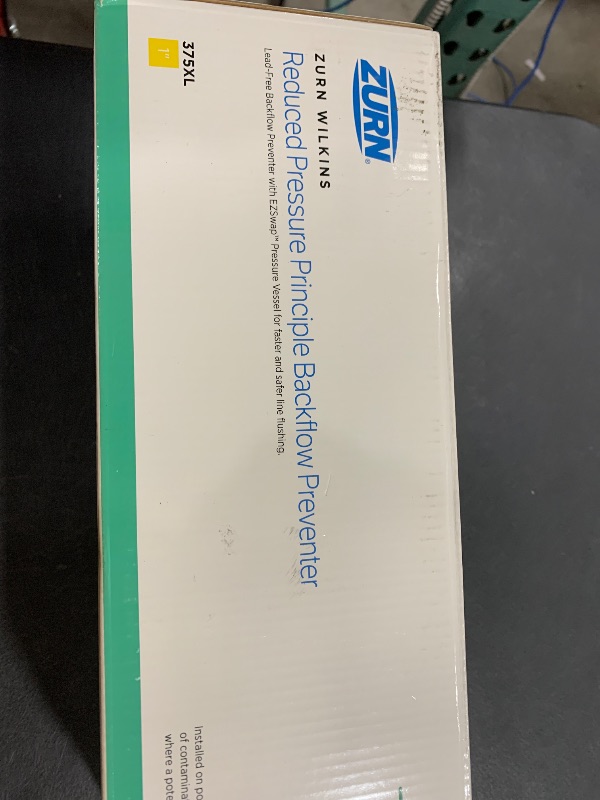 ZURN®
ZURN WILKINS
Reduced Pressure Principle Backflow Preventer
Lead-Free Backflow Preventer with EZSwap™ Pressure Vessel for faster and safer line flushing.
375XL
1"
Installed on po
of contamina
where a pote